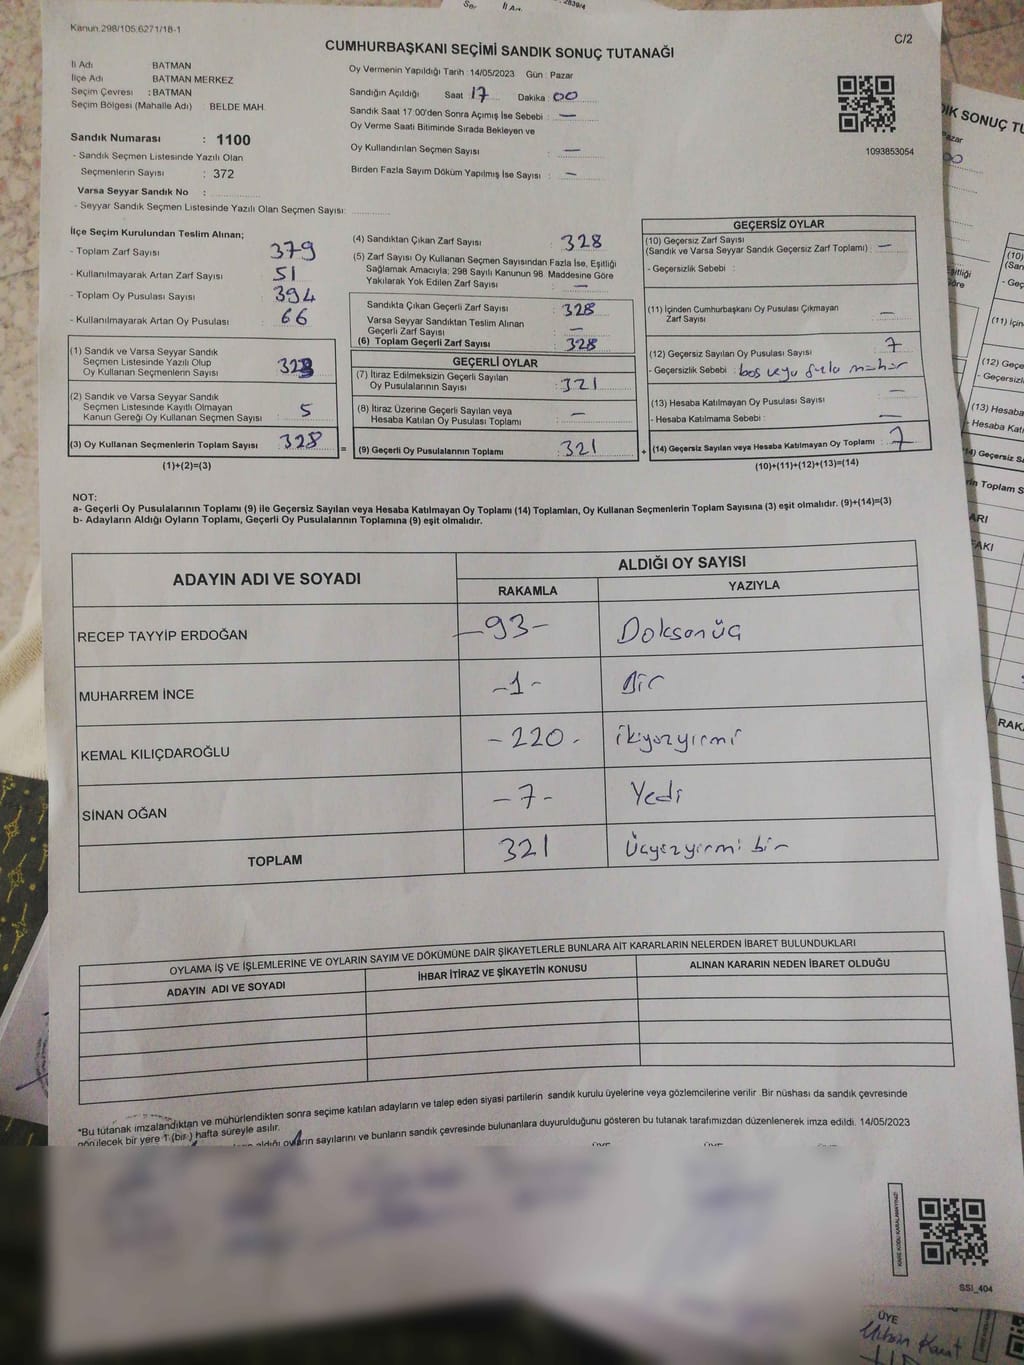 Kanun.298/105.6271/18-1
C/2
CUMHURBAŞKANI SEÇİMİ SANDIK SONUÇ TUTANAĞI
İl Adı BATMAN
İlçe Adı BATMAN MERKEZ
Seçim Çevresi : BATMAN
Seçim Bölgesi (Mahalle Adı) : BELDE MAH.
Sandık Numarası : 1100
- Sandık Seçmen Listesinde Yazılı Olan
Seçmenlerin Sayısı : 372
Varsa Seyyar Sandık No :
- Seyyar Sandık Seçmen Listesinde Yazılı Olan Seçmen Sayısı:
Oy Vermenin Yapıldığı Tarih : 14/05/2023 Gün : Pazar
Sandığın Açıldığı Saat 17 Dakika 00
Sandık Saat 17.00'den Sonra Açımış İse Sebebi : —
Oy Verme Saati Bitiminde Sırada Bekleyen ve
Oy Kullandırılan Seçmen Sayısı : —
Birden Fazla Sayım Döküm Yapılmış İse Sayısı : —
1093853054
İlçe Seçim Kurulundan Teslim Alınan;
- Toplam Zarf Sayısı : 379
- Kullanılmayarak Artan Zarf Sayısı : 51
- Toplam Oy Pusulası Sayısı : 394
- Kullanılmayarak Artan Oy Pusulası : 66
(1) Sandık ve Varsa Seyyar Sandık
Seçmen Listesinde Yazılı Olup
Oy Kullanan Seçmenlerin Sayısı : 323
(2) Sandık ve Varsa Seyyar Sandık
Seçmen Listesinde Kayıtlı Olmayan
Kanun Gereği Oy Kullanan Seçmen Sayısı : 5
(3) Oy Kullanan Seçmenlerin Toplam Sayısı : 328 =
(1)+(2)=(3)
(4) Sandıktan Çıkan Zarf Sayısı : 328
(5) Zarf Sayısı Oy Kullanan Seçmen Sayısından Fazla İse, Eşitliği
Sağlamak Amacıyla; 298 Sayılı Kanunun 98. Maddesine Göre
Yakılarak Yok Edilen Zarf Sayısı : —
Sandıkta Çıkan Geçerli Zarf Sayısı : 328
Varsa Seyyar Sandıktan Teslim Alınan
Geçerli Zarf Sayısı : —
(6) Toplam Geçerli Zarf Sayısı : 328
GEÇERLİ OYLAR
(7) İtiraz Edilmeksizin Geçerli Sayılan
Oy Pusulalarının Sayısı : 321
(8) İtiraz Üzerine Geçerli Sayılan veya
Hesaba Katılan Oy Pusulası Toplamı : —
(9) Geçerli Oy Pusulalarının Toplamı : 321 +
GEÇERSİZ OYLAR
(10) Geçersiz Zarf Sayısı
(Sandık ve Varsa Seyyar Sandık Geçersiz Zarf Toplamı) : —
- Geçersizlik Sebebi :
(11) İçinden Cumhurbaşkanı Oy Pusulası Çıkmayan
Zarf Sayısı : —
(12) Geçersiz Sayılan Oy Pusulası Sayısı : 7
- Geçersizlik Sebebi : boş veya fazla mühür
(13) Hesaba Katılmayan Oy Pusulası Sayısı : —
- Hesaba Katılmama Sebebi : —
(14) Geçersiz Sayılan veya Hesaba Katılmayan Oy Toplamı : 7
(10)+(11)+(12)+(13)=(14)
NOT:
a- Geçerli Oy Pusulalarının Toplamı (9) ile Geçersiz Sayılan veya Hesaba Katılmayan Oy Toplamı (14) Toplamları, Oy Kullanan Seçmenlerin Toplam Sayısına (3) eşit olmalıdır. (9)+(14)=(3)
b- Adayların Aldığı Oyların Toplamı, Geçerli Oy Pusulalarının Toplamına (9) eşit olmalıdır.
ADAYIN ADI VE SOYADI ALDIĞI OY SAYISI
RAKAMLA YAZIYLA
RECEP TAYYİP ERDOĞAN -93- Doksanüç
MUHARREM İNCE -1- Bir
KEMAL KILIÇDAROĞLU -220- ikiyüzyirmi
SİNAN OĞAN -7- Yedi
TOPLAM 321 Üçyüzyirmi bir
OYLAMA İŞ VE İŞLEMLERİNE VE OYLARIN SAYIM VE DÖKÜMÜNE DAİR ŞİKAYETLERLE BUNLARA AİT KARARLARIN NELERDEN İBARET BULUNDUKLARI
ADAYIN ADI VE SOYADI İHBAR İTİRAZ VE ŞİKAYETİN KONUSU ALINAN KARARIN NEDEN İBARET OLDUĞU
*Bu tutanak imzalandıktan ve mühürlendikten sonra seçime katılan adayların ve talep eden siyasi partilerin sandık kurulu üyelerine veya gözlemcilerine verilir. Bir nüshası da sandık çevresinde
görülecek bir yere 1 (bir) hafta süreyle asılır.
aldığı oyların sayılarını ve bunların sandık çevresinde bulunanlara duyurulduğunu gösteren bu tutanak tarafımızdan düzenlenerek imza edildi. 14/05/2023
KARE KODU KARALAMAYINIZ!
SSI_404
ÜYE